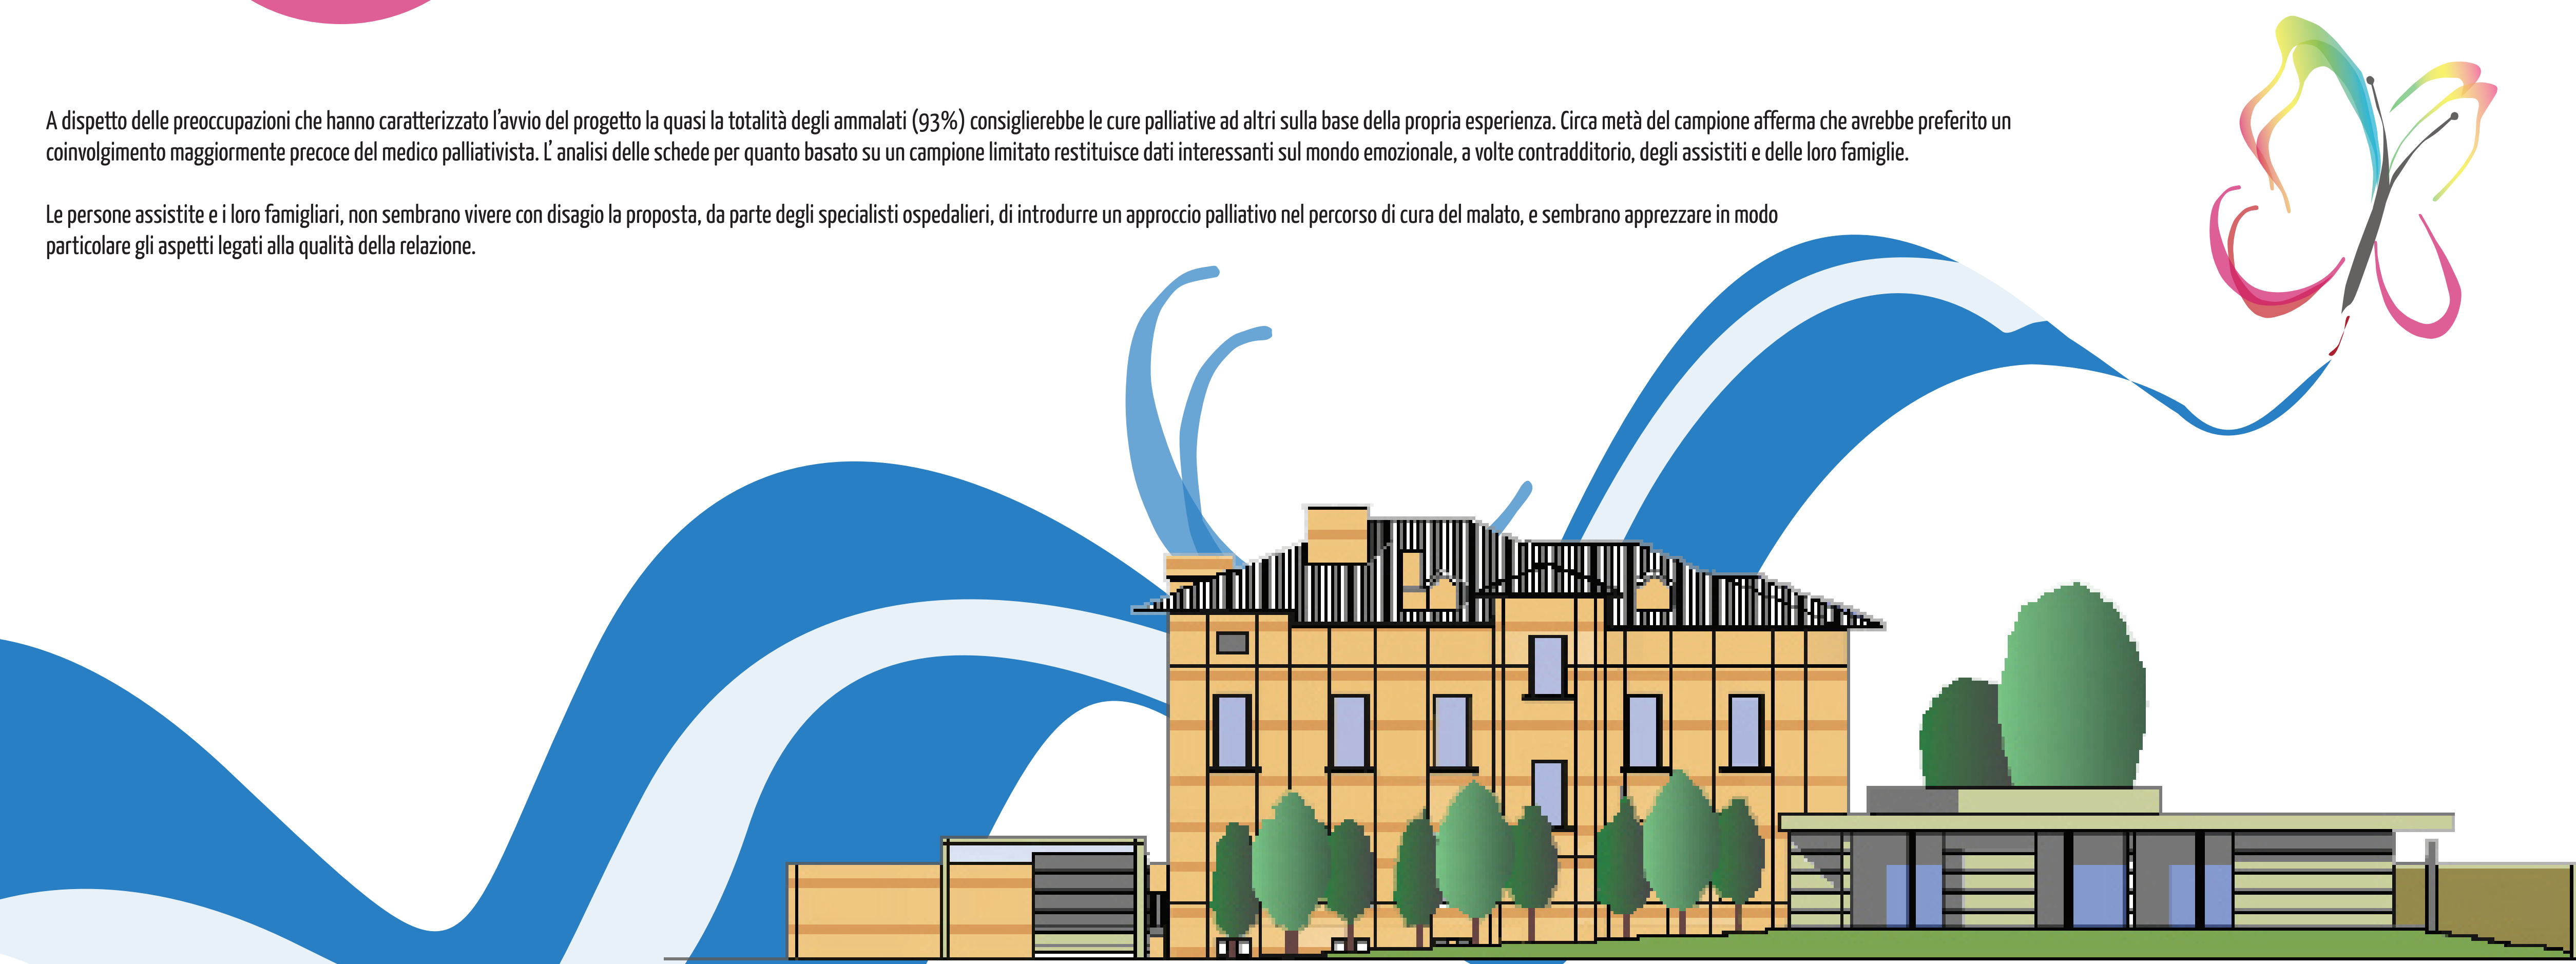 A dispetto delle preoccupazioni che hanno caratterizzato l'avvio del progetto la quasi la totalità degli ammalati (93%) consiglierebbe le cure palliative ad altri sulla base della propria esperienza. Circa metà del campione afferma che avrebbe preferito un
coinvolgimento maggiormente precoce del medico palliativista. L' analisi delle schede per quanto basato su un campione limitato restituisce dati interessanti sul mondo emozionale, a volte contradditorio, degli assistiti e delle loro famiglie.
Le persone assistite e i loro famigliari, non sembrano vivere con disagio la proposta, da parte degli specialisti ospedalieri, di introdurre un approccio palliativo nel percorso di cura del malato, e sembrano apprezzare in modo
particolare gli aspetti legati alla qualità della relazione.